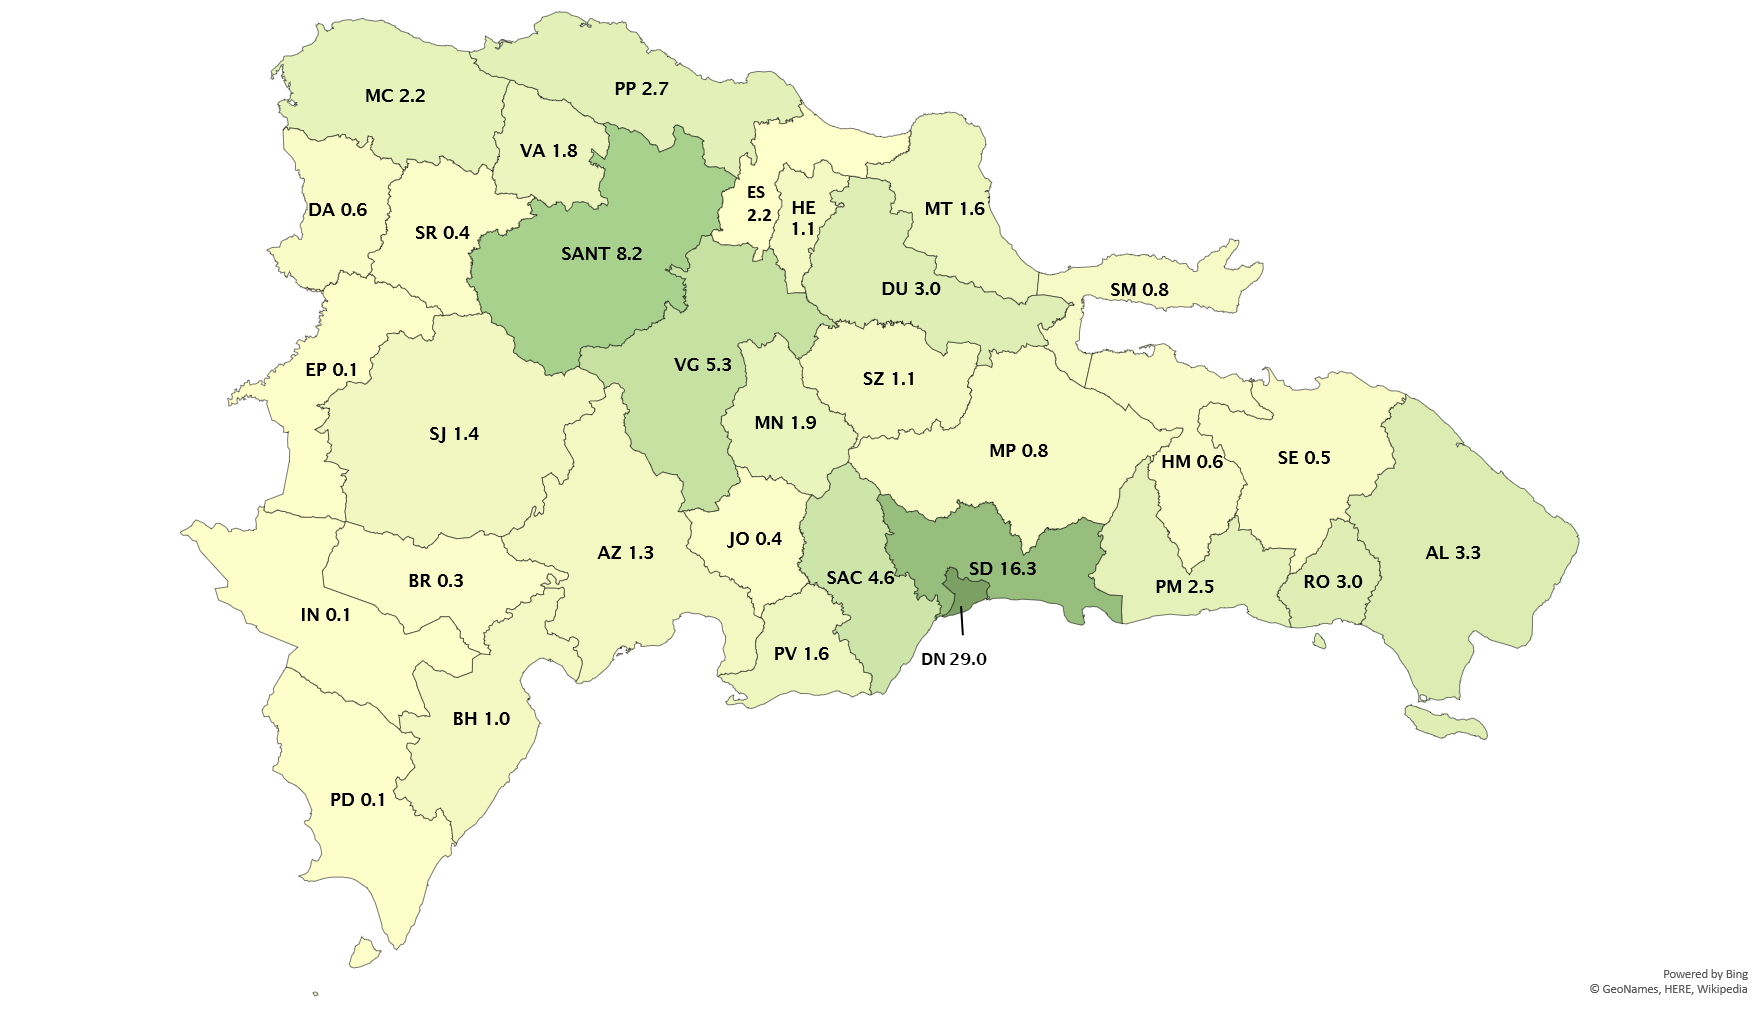 PP 2.7
MC 2.2
VA 1.8
ES
2.2
HE
1.1
DA 0.6
MT 1.6
SR 0.4
SANT 8.2
DU 3.0
SM 0.8
EP 0.1
VG 5.3
SZ 1.1
MN 1.9
SJ 1.4
MP 0.8
HM 0.6
SE 0.5
JO 0.4
AZ 1.3
AL 3.3
SD 16.3
SAC 4.6
BR 0.3
RO 3.0
PM 2.5
IN 0.1
PV 1.6
DN 29.0
BH 1.0
PD 0.1
Powered by Bing
© GeoNames, HERE, Wikipedia